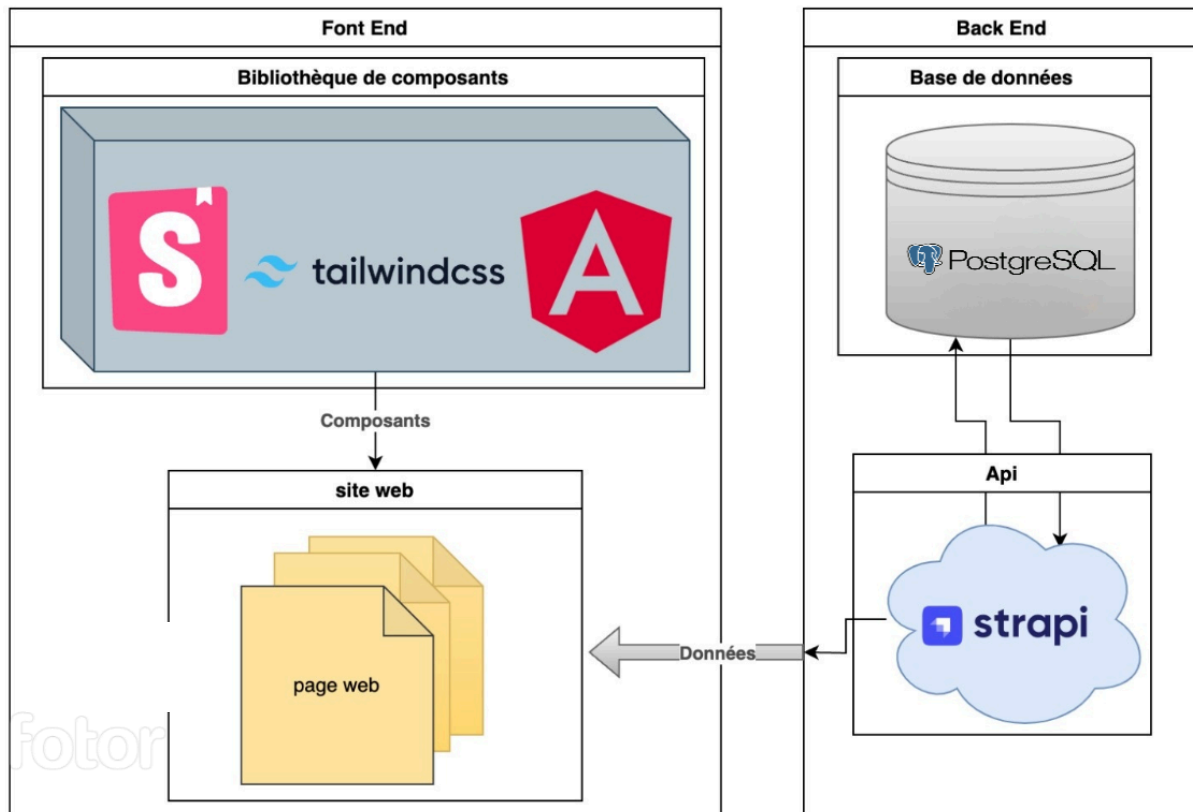 Font End
Bibliothèque de composants
S
tailwindcss
A
Composants
site web
page web
fotor
Données
Back End
Base de données
PostgreSQL
Api
strapi